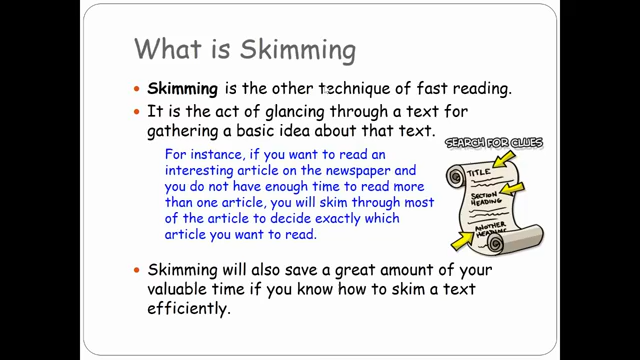 What is Skimming
Skimming is the other technique of fast reading.
It is the act of glancing through a text for
gathering a basic idea about that text.
For instance, if you want to read an
interesting article on the newspaper and
you do not have enough time to read more
than one article, you will skim through most
of the article to decide exactly which
article you want to read.
SEARCH FOR CLUES
TITLE
SECTION
HEADING
ANOTHER
HEADING
Skimming will also save a great amount of your
valuable time if you know how to skim a text
efficiently.